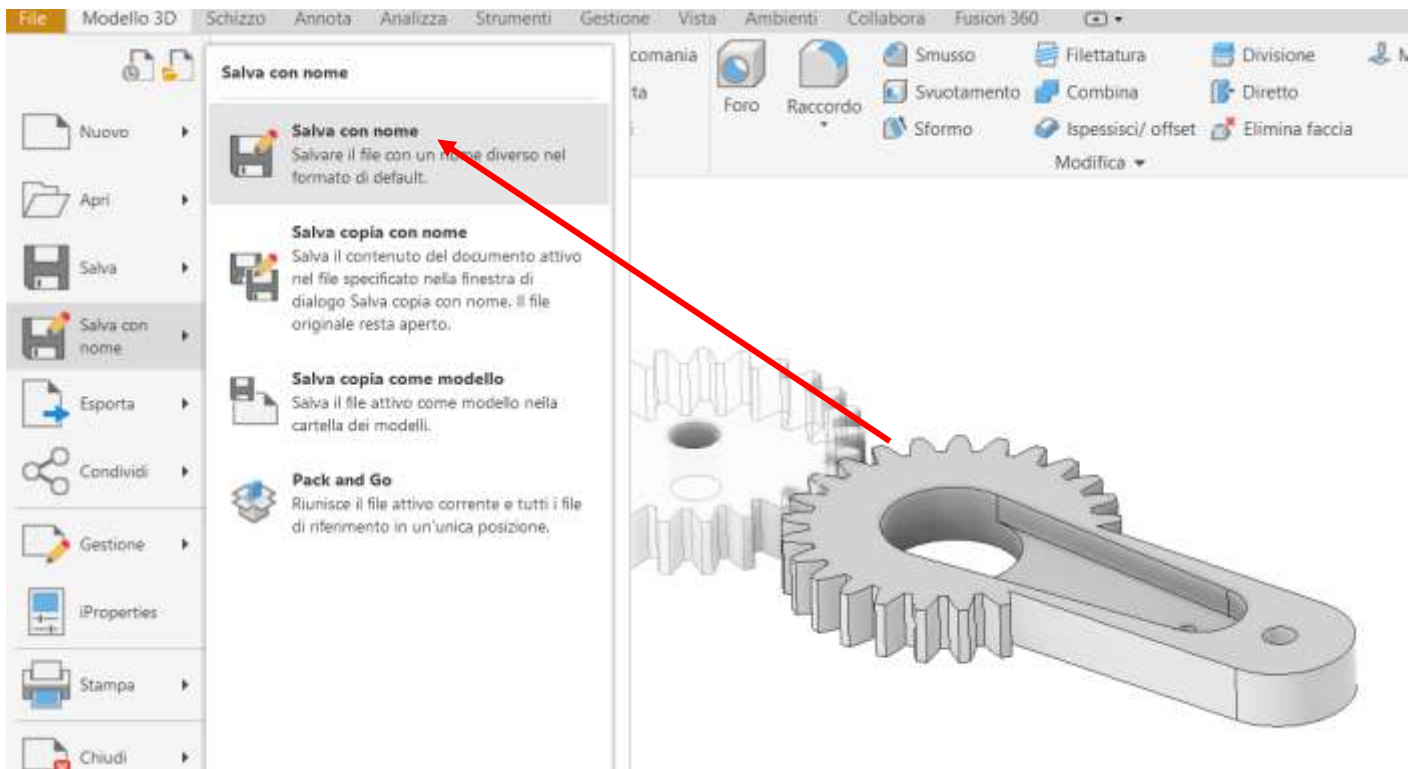 File Modello 3D Schizzo Annota Analizza Strumenti Gestione Vista Ambienti Collabora Fusion 360
comania
ta
Foro
Raccordo
Smusso
Svuotamento
Sformo
Filettatura
Combina
Ispessisci/ offset
Divisione
Diretto
Elimina faccia
M
Modifica
Nuovo
Apri
Salva
Salva con
nome
Esporta
Condividi
Gestione
iProperties
Stampa
Chiudi
Salva con nome
Salva con nome
Salvare il file con un nome diverso nel
formato di default.
Salva copia con nome
Salva il contenuto del documento attivo
nel file specificato nella finestra di
dialogo Salva copia con nome. Il file
originale resta aperto.
Salva copia come modello
Salva il file attivo come modello nella
cartella dei modelli.
Pack and Go
Riunisce il file attivo corrente e tutti i file
di riferimento in un'unica posizione.